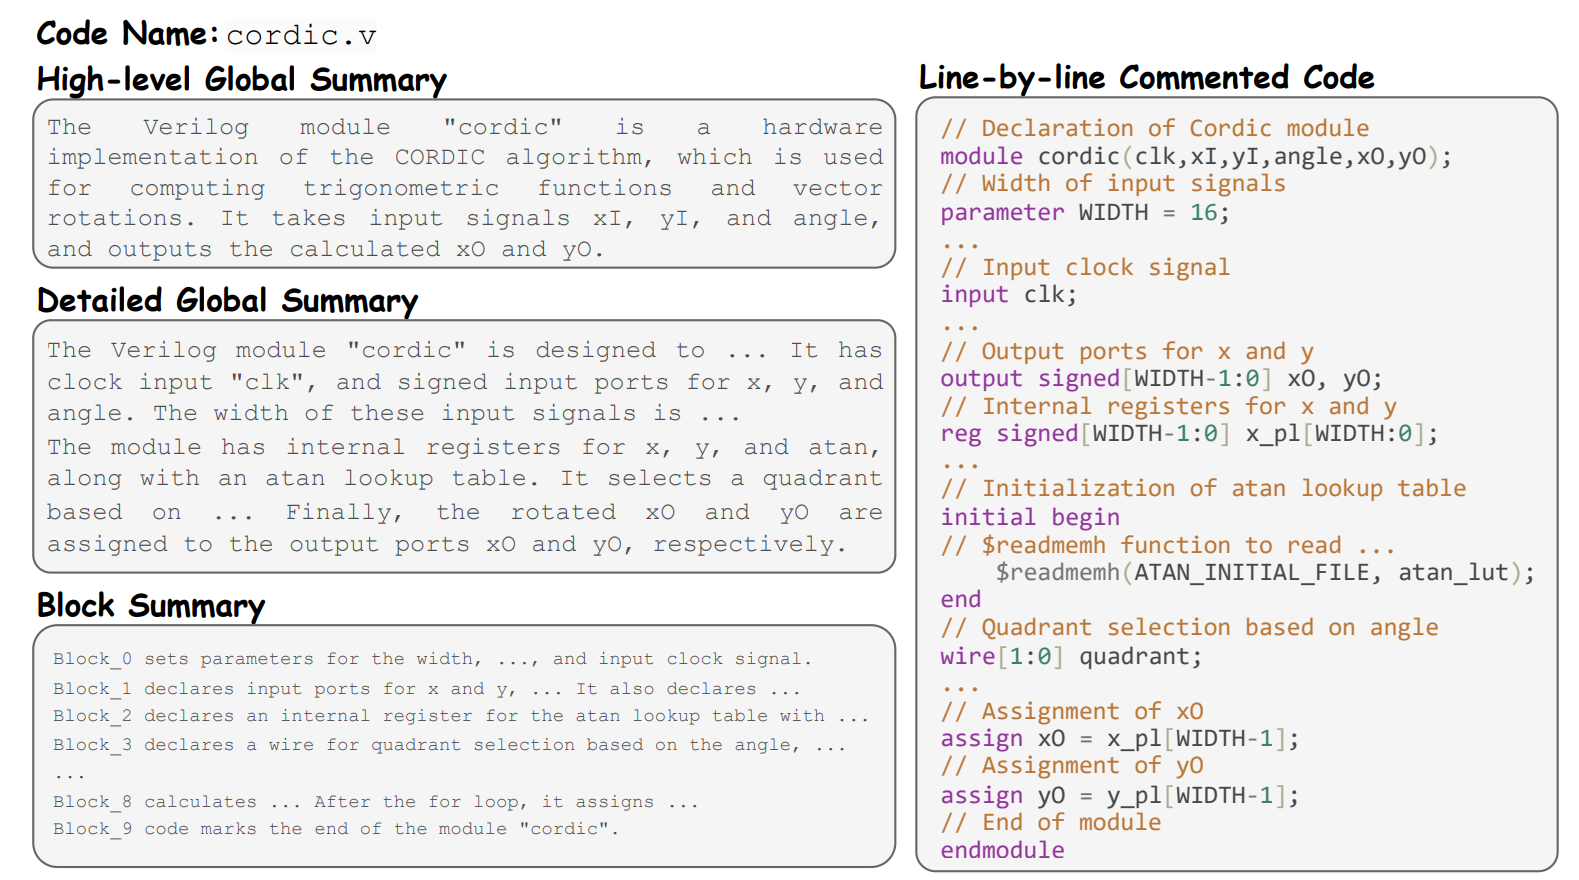 Code Name: cordic.v
High-level Global Summary
The Verilog module "cordic" is a hardware
implementation of the CORDIC algorithm, which is used
for computing trigonometric functions and vector
rotations. It takes input signals xI, yI, and angle,
and outputs the calculated xO and yO.
Detailed Global Summary
The Verilog module "cordic" is designed to ... It has
clock input "clk", and signed input ports for x, y, and
angle. The width of these input signals is ...
The module has internal registers for x, y, and atan,
along with an atan lookup table. It selects a quadrant
based on ... Finally, the rotated xO and yO are
assigned to the output ports xO and yO, respectively.
Block Summary
Block_0 sets parameters for the width, ..., and input clock signal.
Block_1 declares input ports for x and y, ... It also declares ...
Block_2 declares an internal register for the atan lookup table with ...
Block_3 declares a wire for quadrant selection based on the angle, ...
...
Block_8 calculates ... After the for loop, it assigns ...
Block_9 code marks the end of the module "cordic".
Line-by-line Commented Code
// Declaration of Cordic module
module cordic(clk,xI,yI,angle,xO,yO);
// Width of input signals
parameter WIDTH = 16;
...
// Input clock signal
input clk;
...
// Output ports for x and y
output signed[WIDTH-1:0] xO, yO;
// Internal registers for x and y
reg signed[WIDTH-1:0] x_pl[WIDTH:0];
...
// Initialization of atan lookup table
initial begin
// $readmemh function to read ...
$readmemh(ATAN_INITIAL_FILE, atan_lut);
end
// Quadrant selection based on angle
wire[1:0] quadrant;
...
// Assignment of xO
assign xO = x_pl[WIDTH-1];
// Assignment of yO
assign yO = y_pl[WIDTH-1];
// End of module
endmodule